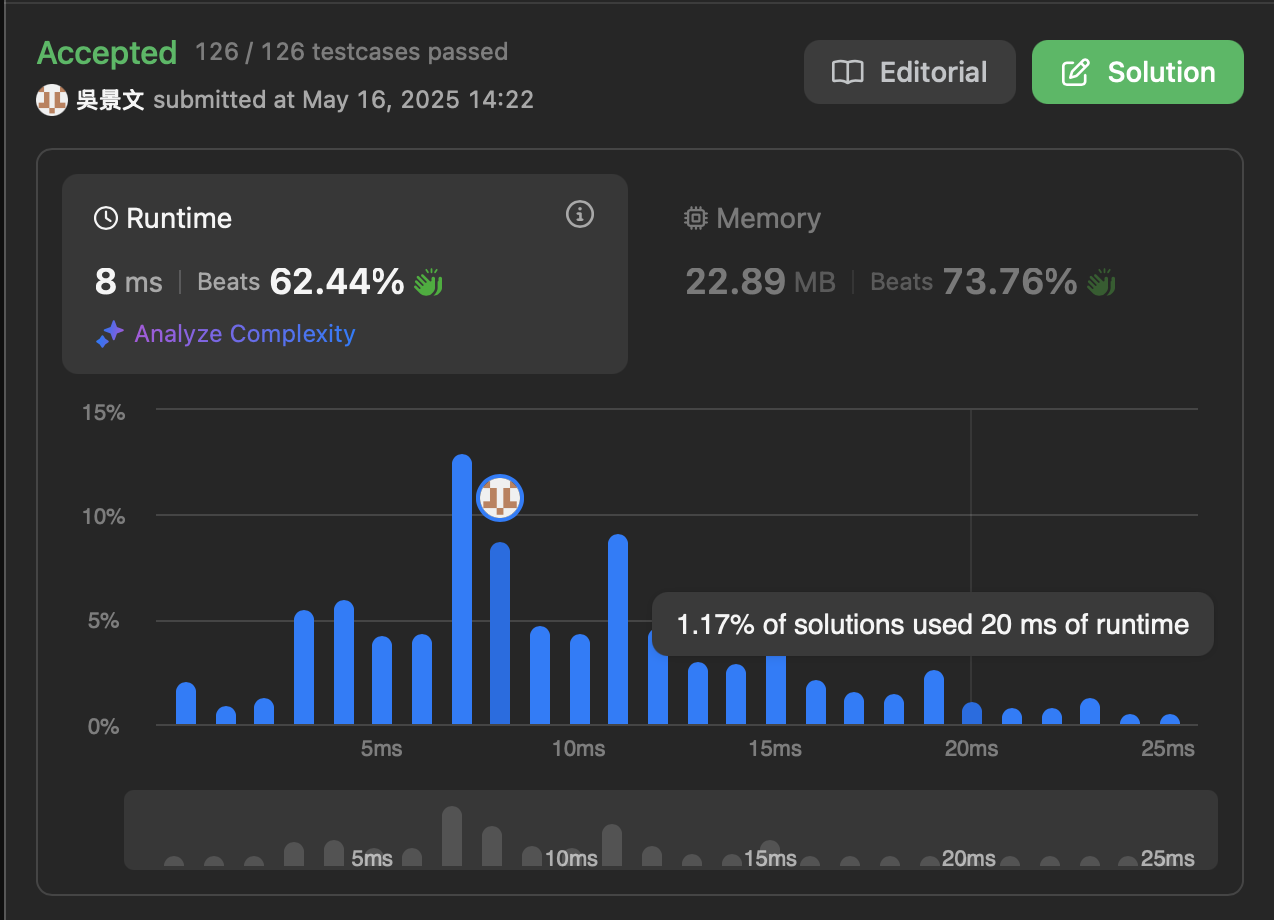 Accepted 126 / 126 testcases passed
吳景文 submitted at May 16, 2025 14:22
Editorial
Solution
Runtime
8 ms | Beats 62.44%
Analyze Complexity
Memory
22.89 MB | Beats 73.76%
15%
10%
5%
0%
1.17% of solutions used 20 ms of runtime
5ms 10ms 15ms 20ms 25ms
5ms 10ms 15ms 20ms 25ms